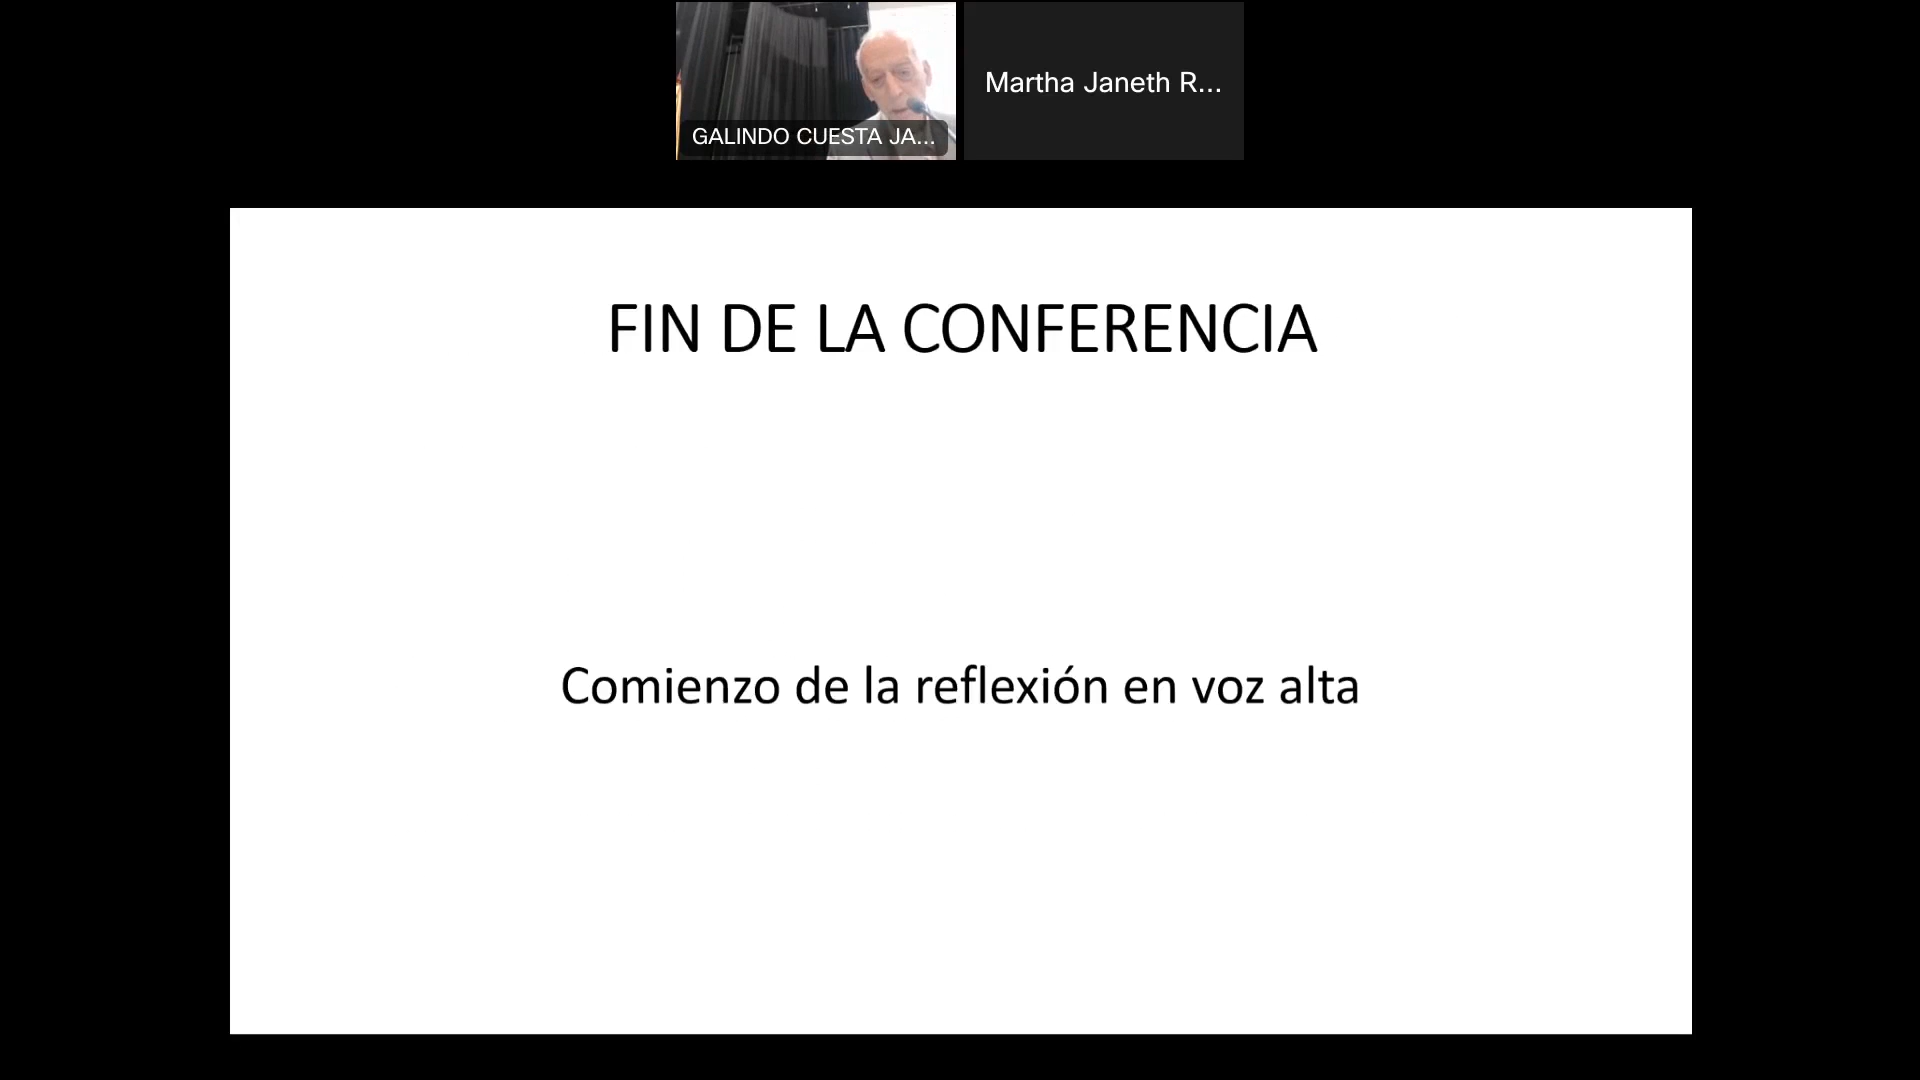 GALINDO CUESTA JA...
Martha Janeth R...
FIN DE LA CONFERENCIA
Comienzo de la reflexión en voz alta